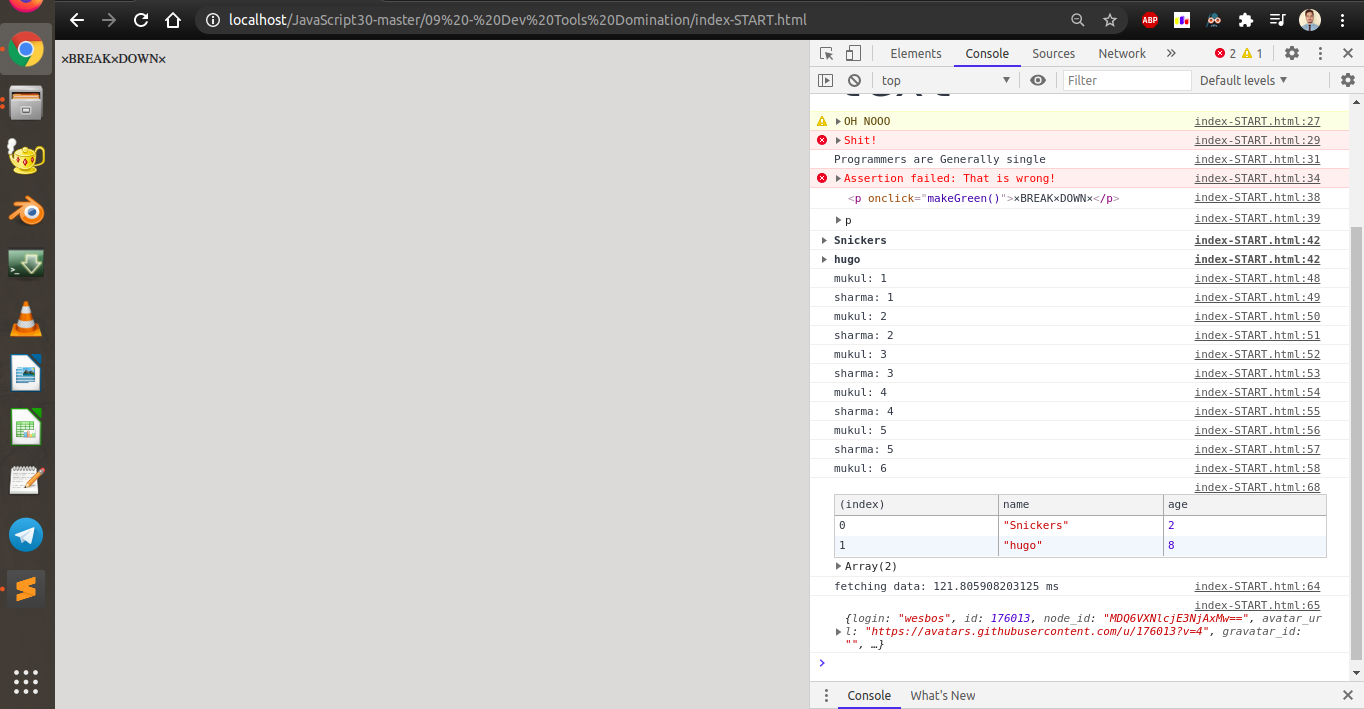 localhost/JavaScript30-master/09%20-%20Dev%20Tools%20Domination/index-START.html
ABP
×BREAK×DOWN×
Elements Console Sources Network » 2 1
top Filter Default levels
OH NOOO index-START.html:27
Shit! index-START.html:29
Programmers are Generally single index-START.html:31
Assertion failed: That is wrong! index-START.html:34
<p onclick="makeGreen()">×BREAK×DOWN×</p> index-START.html:38
p index-START.html:39
Snickers index-START.html:42
hugo index-START.html:42
mukul: 1 index-START.html:48
sharma: 1 index-START.html:49
mukul: 2 index-START.html:50
sharma: 2 index-START.html:51
mukul: 3 index-START.html:52
sharma: 3 index-START.html:53
mukul: 4 index-START.html:54
sharma: 4 index-START.html:55
mukul: 5 index-START.html:56
sharma: 5 index-START.html:57
mukul: 6 index-START.html:58
index-START.html:68
(index) name age
0 "Snickers" 2
1 "hugo" 8
Array(2)
fetching data: 121.805908203125 ms index-START.html:64
index-START.html:65
{login: "wesbos", id: 176013, node_id: "MDQ6VXNlcjE3NjAxMw==", avatar_ur
l: "https://avatars.githubusercontent.com/u/176013?v=4", gravatar_id:
"", …}
Console What's New